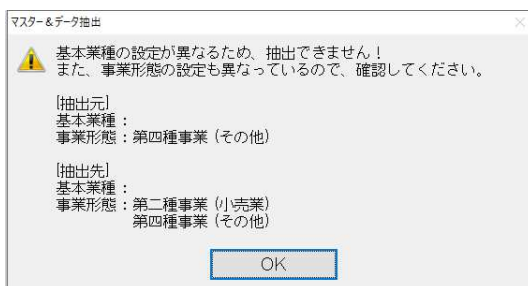 マスター＆データ抽出
基本業種の設定が異なるため、抽出できません！
また、事業形態の設定も異なっているので、確認してください。
[抽出元]
基本業種：
事業形態：第四種事業（その他）
[抽出先]
基本業種：
事業形態：第二種事業（小売業）
第四種事業（その他）
OK